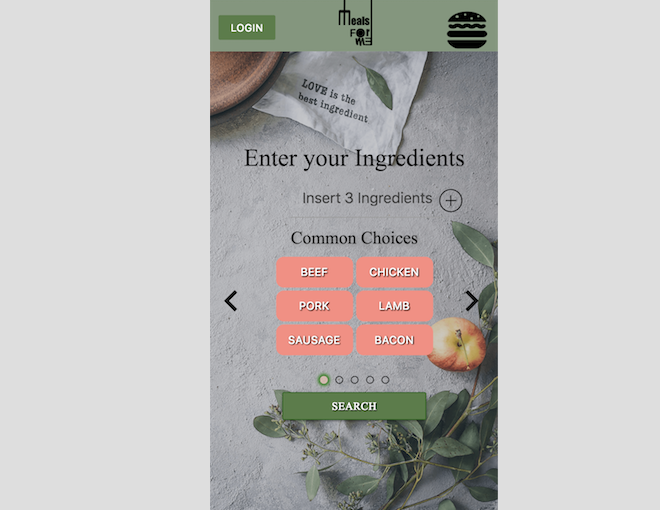 LOGIN
meals
FOR
ME
LOVE is the
best ingredient
Enter your Ingredients
Insert 3 Ingredients
Common Choices
BEEF
CHICKEN
PORK
LAMB
SAUSAGE
BACON
SEARCH